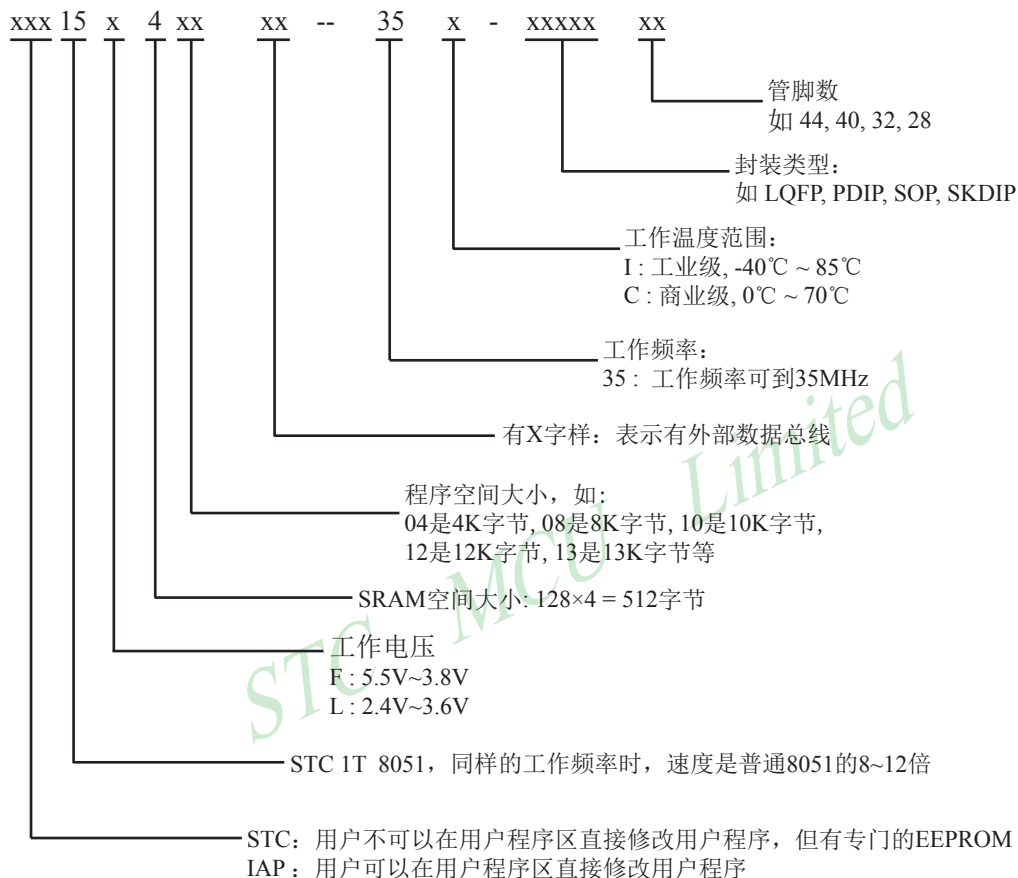 xxx 15 x 4 xx xx -- 35 x - xxxxx xx
管脚数
如 44, 40, 32, 28
封装类型：
如 LQFP, PDIP, SOP, SKDIP
工作温度范围：
I : 工业级, -40℃ ~ 85℃
C : 商业级, 0℃ ~ 70℃
工作频率：
35 : 工作频率可到35MHz
有X字样：表示有外部数据总线
程序空间大小，如：
04是4K字节, 08是8K字节, 10是10K字节,
12是12K字节, 13是13K字节等
SRAM空间大小: 128×4 = 512字节
工作电压
F : 5.5V~3.8V
L : 2.4V~3.6V
STC 1T 8051，同样的工作频率时，速度是普通8051的8~12倍
STC：用户不可以在用户程序区直接修改用户程序，但有专门的EEPROM
IAP：用户可以在用户程序区直接修改用户程序
STC MCU Limited